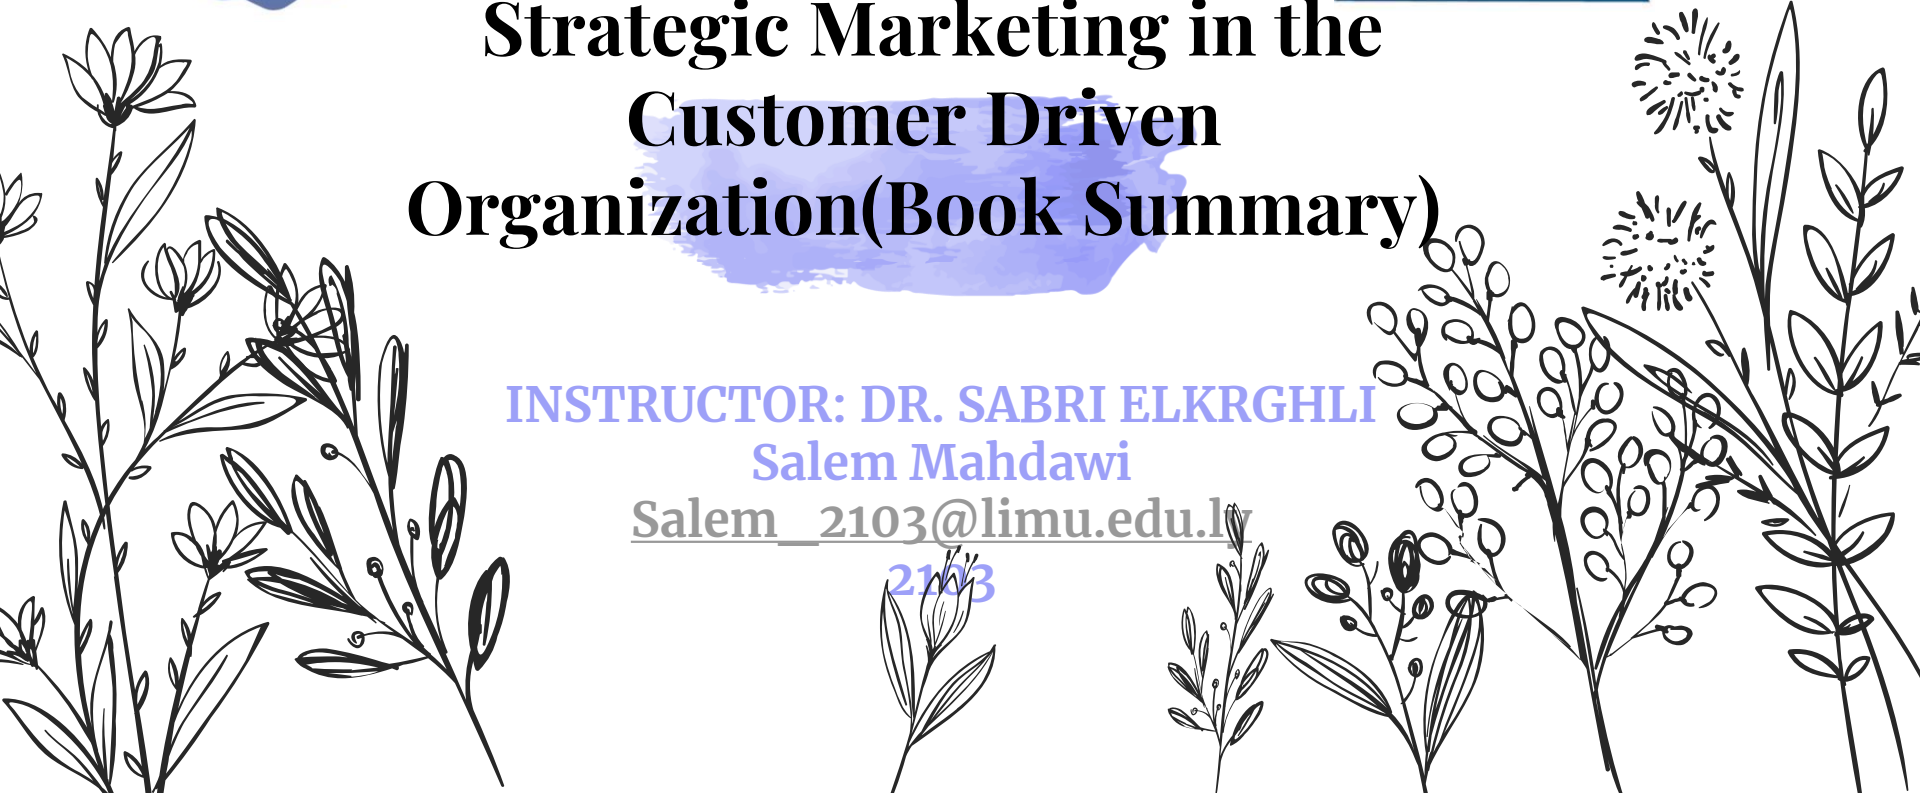 Strategic Marketing in the
Customer Driven
Organization(Book Summary)
INSTRUCTOR: DR. SABRI ELKRGHLI
Salem Mahdawi
Salem_2103@limu.edu.ly
2103